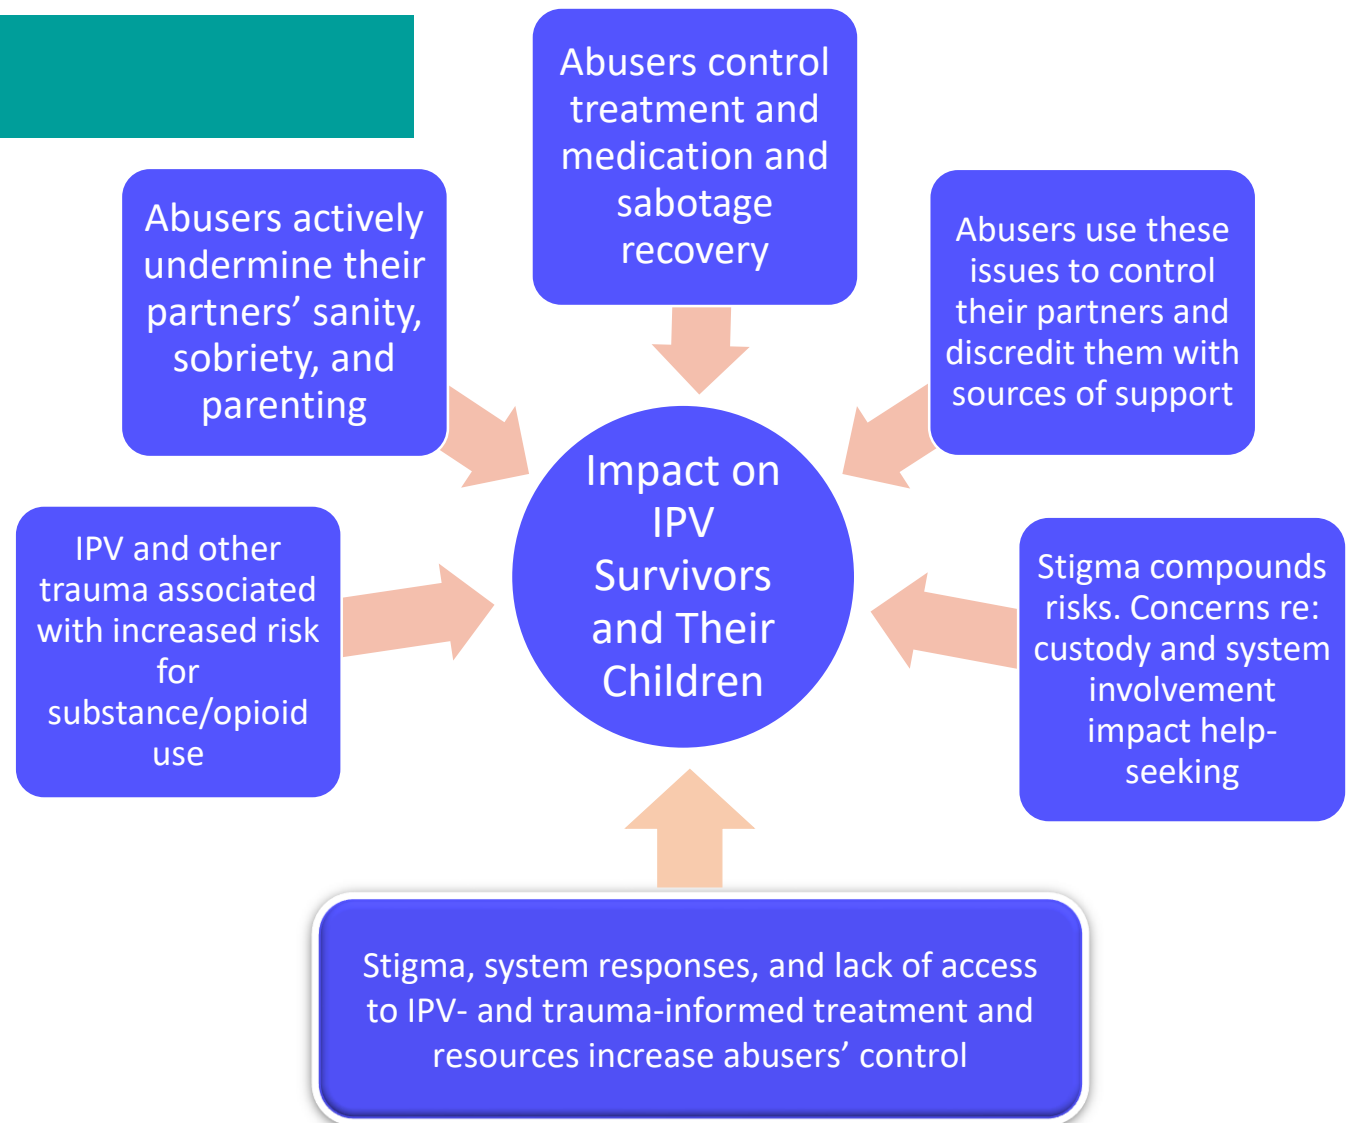 Abusers control
treatment and
medication and
sabotage
recovery
Abusers actively
undermine their
partners’ sanity,
sobriety, and
parenting
Abusers use these
issues to control
their partners and
discredit them with
sources of support
Impact on
IPV
Survivors
and Their
Children
IPV and other
trauma associated
with increased risk
for
substance/opioid
use
Stigma compounds
risks. Concerns re:
custody and system
involvement
impact help-
seeking
Stigma, system responses, and lack of access
to IPV- and trauma-informed treatment and
resources increase abusers’ control